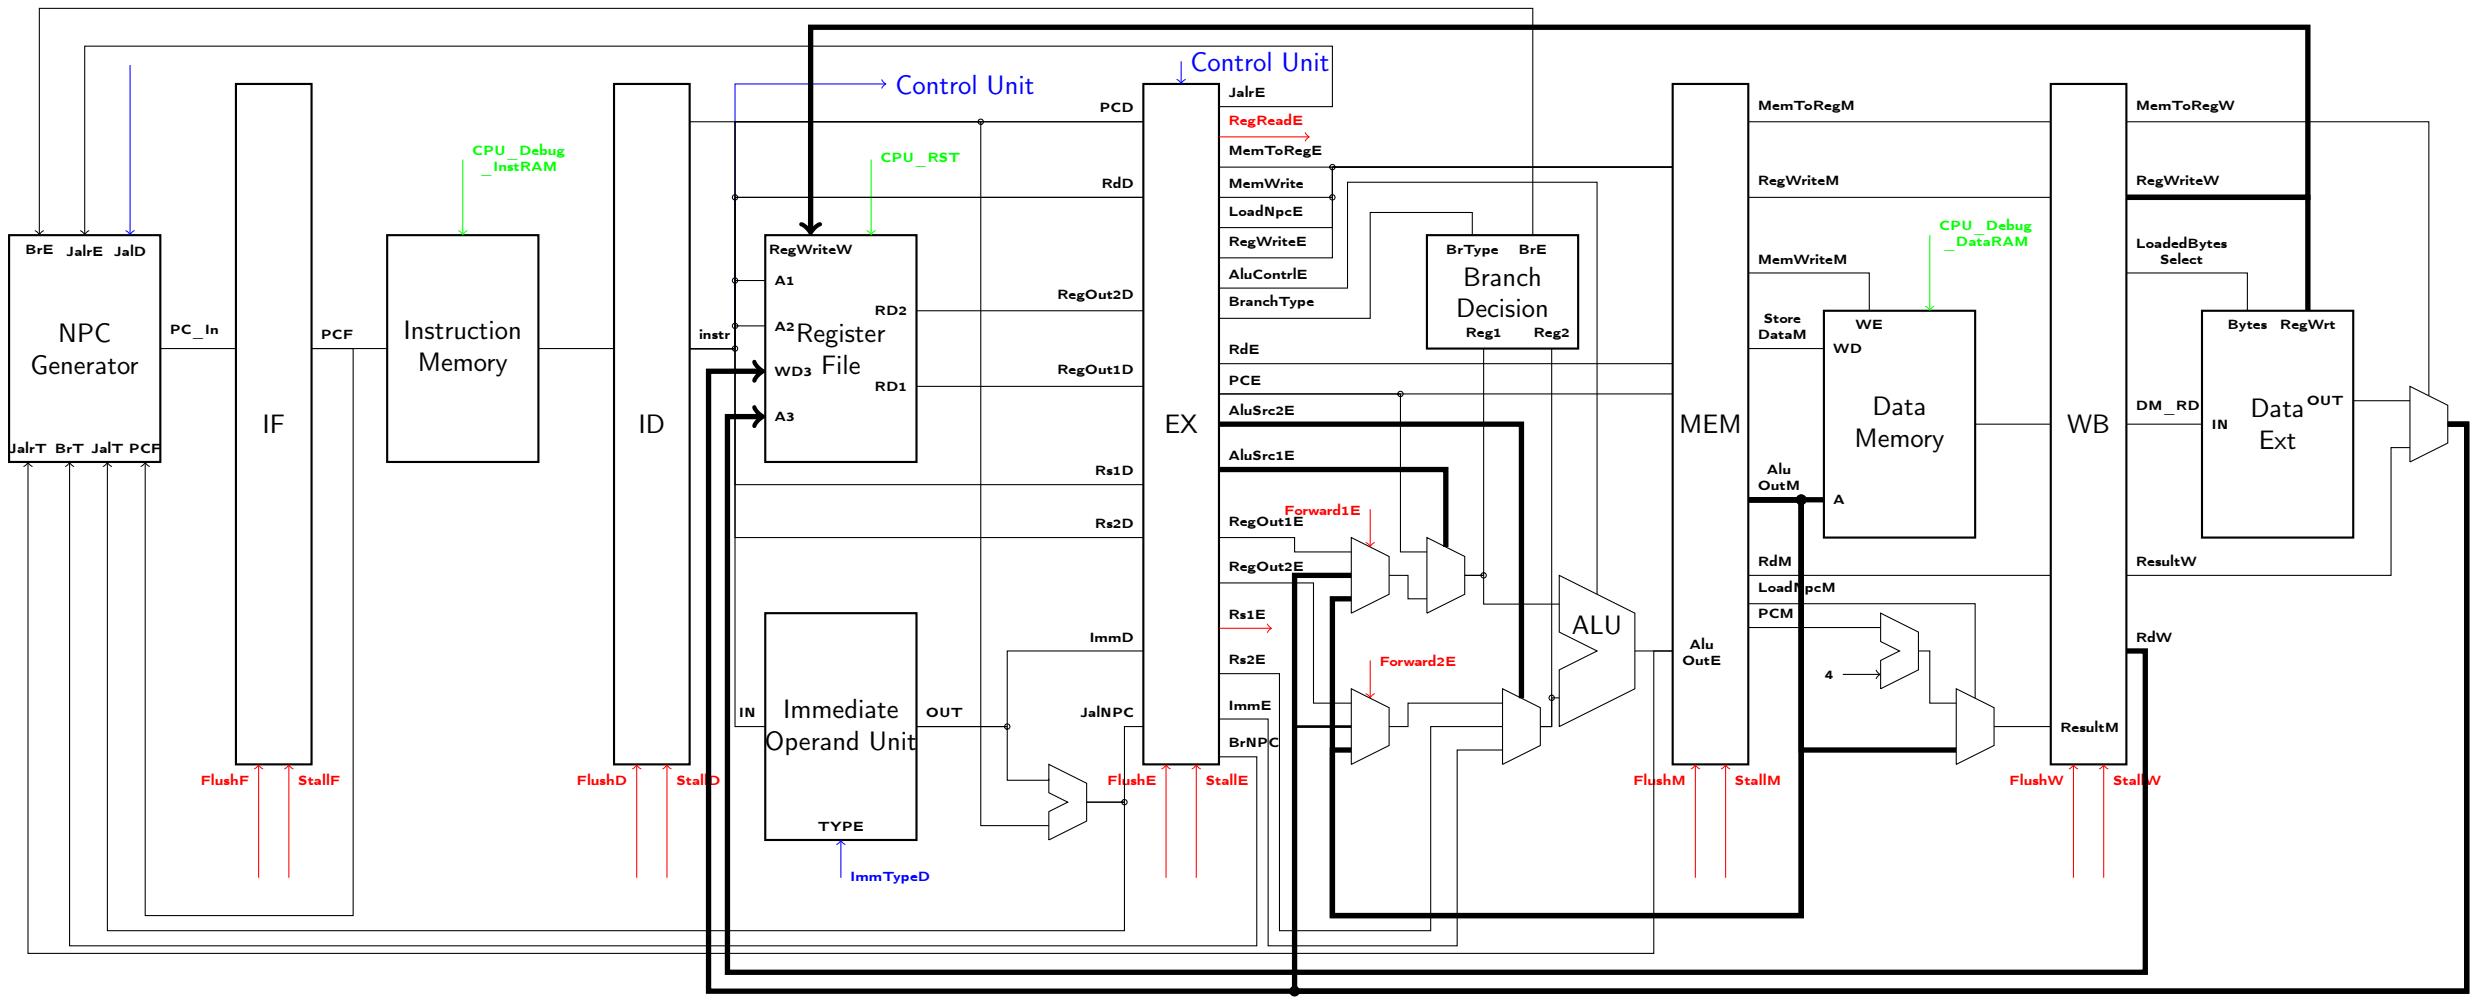 Control Unit
Control Unit
JalrE
PCD
MemToRegM
MemToRegW
RegReadE
CPU_Debug
_InstRAM
CPU_RST
MemToRegE
RdD
MemWrite
RegWriteM
RegWriteW
LoadNpcE
CPU_Debug
_DataRAM
RegWriteE
BrE
JalrE
JalD
RegWriteW
BrType
BrE
LoadedBytes
Select
MemWriteM
AluContrlE
A1
Branch
Decision
RegOut2D
BranchType
RD2
Store
DataM
WE
Bytes
RegWrt
PC_In
PCF
instr
A2
NPC
Generator
Instruction
Memory
Register
File
Reg1
Reg2
RdE
WD
WD3
RegOut1D
PCE
RD1
OUT
DM_RD
AluSrc2E
A3
IF
ID
EX
MEM
Data
Memory
WB
IN
Data
Ext
JalrT
BrT
JalT
PCF
AluSrc1E
Rs1D
Alu
OutM
A
Forward1E
Rs2D
RegOut1E
RegOut2E
RdM
ResultW
LoadNpcM
Rs1E
PCM
ALU
ImmD
Alu
OutE
RdW
Rs2E
Forward2E
4
IN
Immediate
Operand Unit
OUT
JalNPC
ImmE
ResultM
BrNPC
FlushF
StallF
FlushD
StallD
FlushE
StallE
FlushM
StallM
FlushW
StallW
TYPE
ImmTypeD